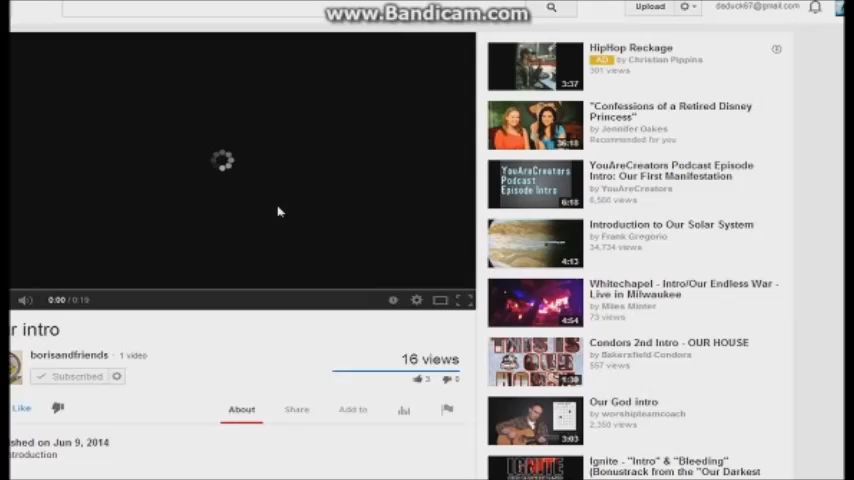 www.Bandicam.com
Upload
deduck67@gmail.com
HipHop Reckage
AD by Christian Pippins
301 views
3:37
"Confessions of a Retired Disney
Princess"
by Jennifer Oakes
Recommended for you
36:18
YouAreCreators Podcast Episode
Intro: Our First Manifestation
by YouAreCreators
6,566 views
YouAreCreators
Podcast
Episode Intro
6:18
Introduction to Our Solar System
by Frank Gregorio
34,734 views
4:13
Whitechapel - Intro/Our Endless War -
Live in Milwaukee
by Miles Minter
73 views
4:54
Condors 2nd Intro - OUR HOUSE
by Bakersfield Condors
557 views
THIS IS
OUR
1:39
Our God intro
by worshipteamcoach
2,350 views
3:03
Ignite - "Intro" & "Bleeding"
(Bonustrack from the "Our Darkest
IGNITE
0:00 / 0:19
r intro
borisandfriends · 1 video
Subscribed
16 views
3 0
Like
About Share Add to
shed on Jun 9, 2014
troduction